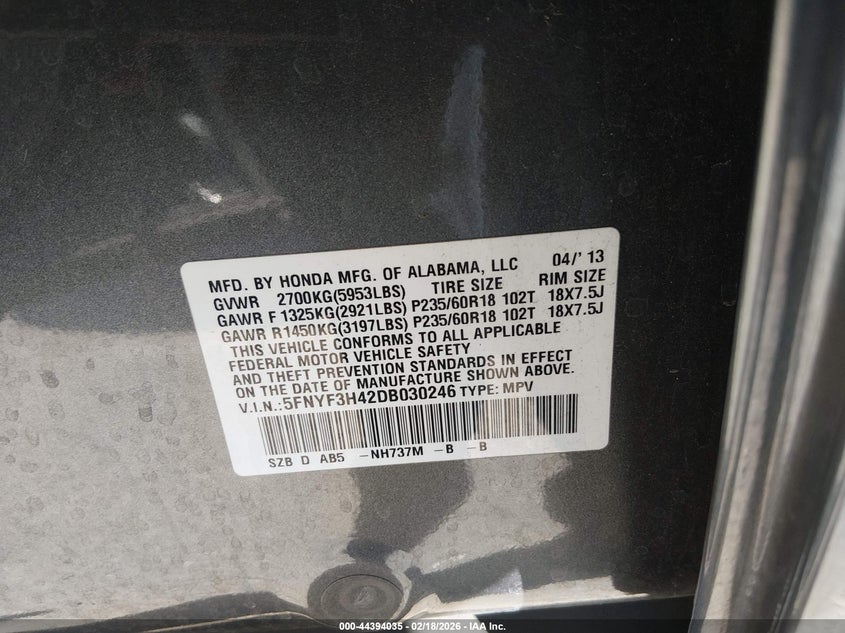 MFD. BY HONDA MFG. OF ALABAMA, LLC 04/' 13
GVWR 2700KG(5953LBS) TIRE SIZE RIM SIZE
GAWR F 1325KG(2921LBS) P235/60R18 102T 18X7.5J
GAWR R1450KG(3197LBS) P235/60R18 102T 18X7.5J
THIS VEHICLE CONFORMS TO ALL APPLICABLE
FEDERAL MOTOR VEHICLE SAFETY
AND THEFT PREVENTION STANDARDS IN EFFECT
ON THE DATE OF MANUFACTURE SHOWN ABOVE.
V.I.N.:5FNYF3H42DB030246 TYPE: MPV
SZB D AB5 -NH737M -B -B
000-44394035 - 02/18/2026 - IAA Inc.